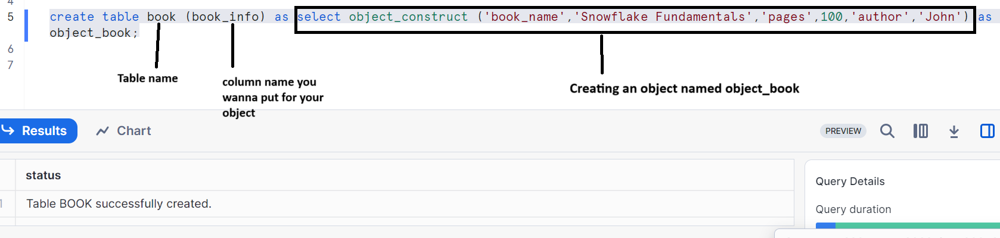 4
5 create table book (book_info) as select object_construct ('book_name','Snowflake Fundamentals','pages',100,'author','John') as
object_book;
6
7
Table name
column name you
wanna put for your
object
Creating an object named object_book
Results
Chart
PREVIEW
status
1 Table BOOK successfully created.
Query Details
Query duration